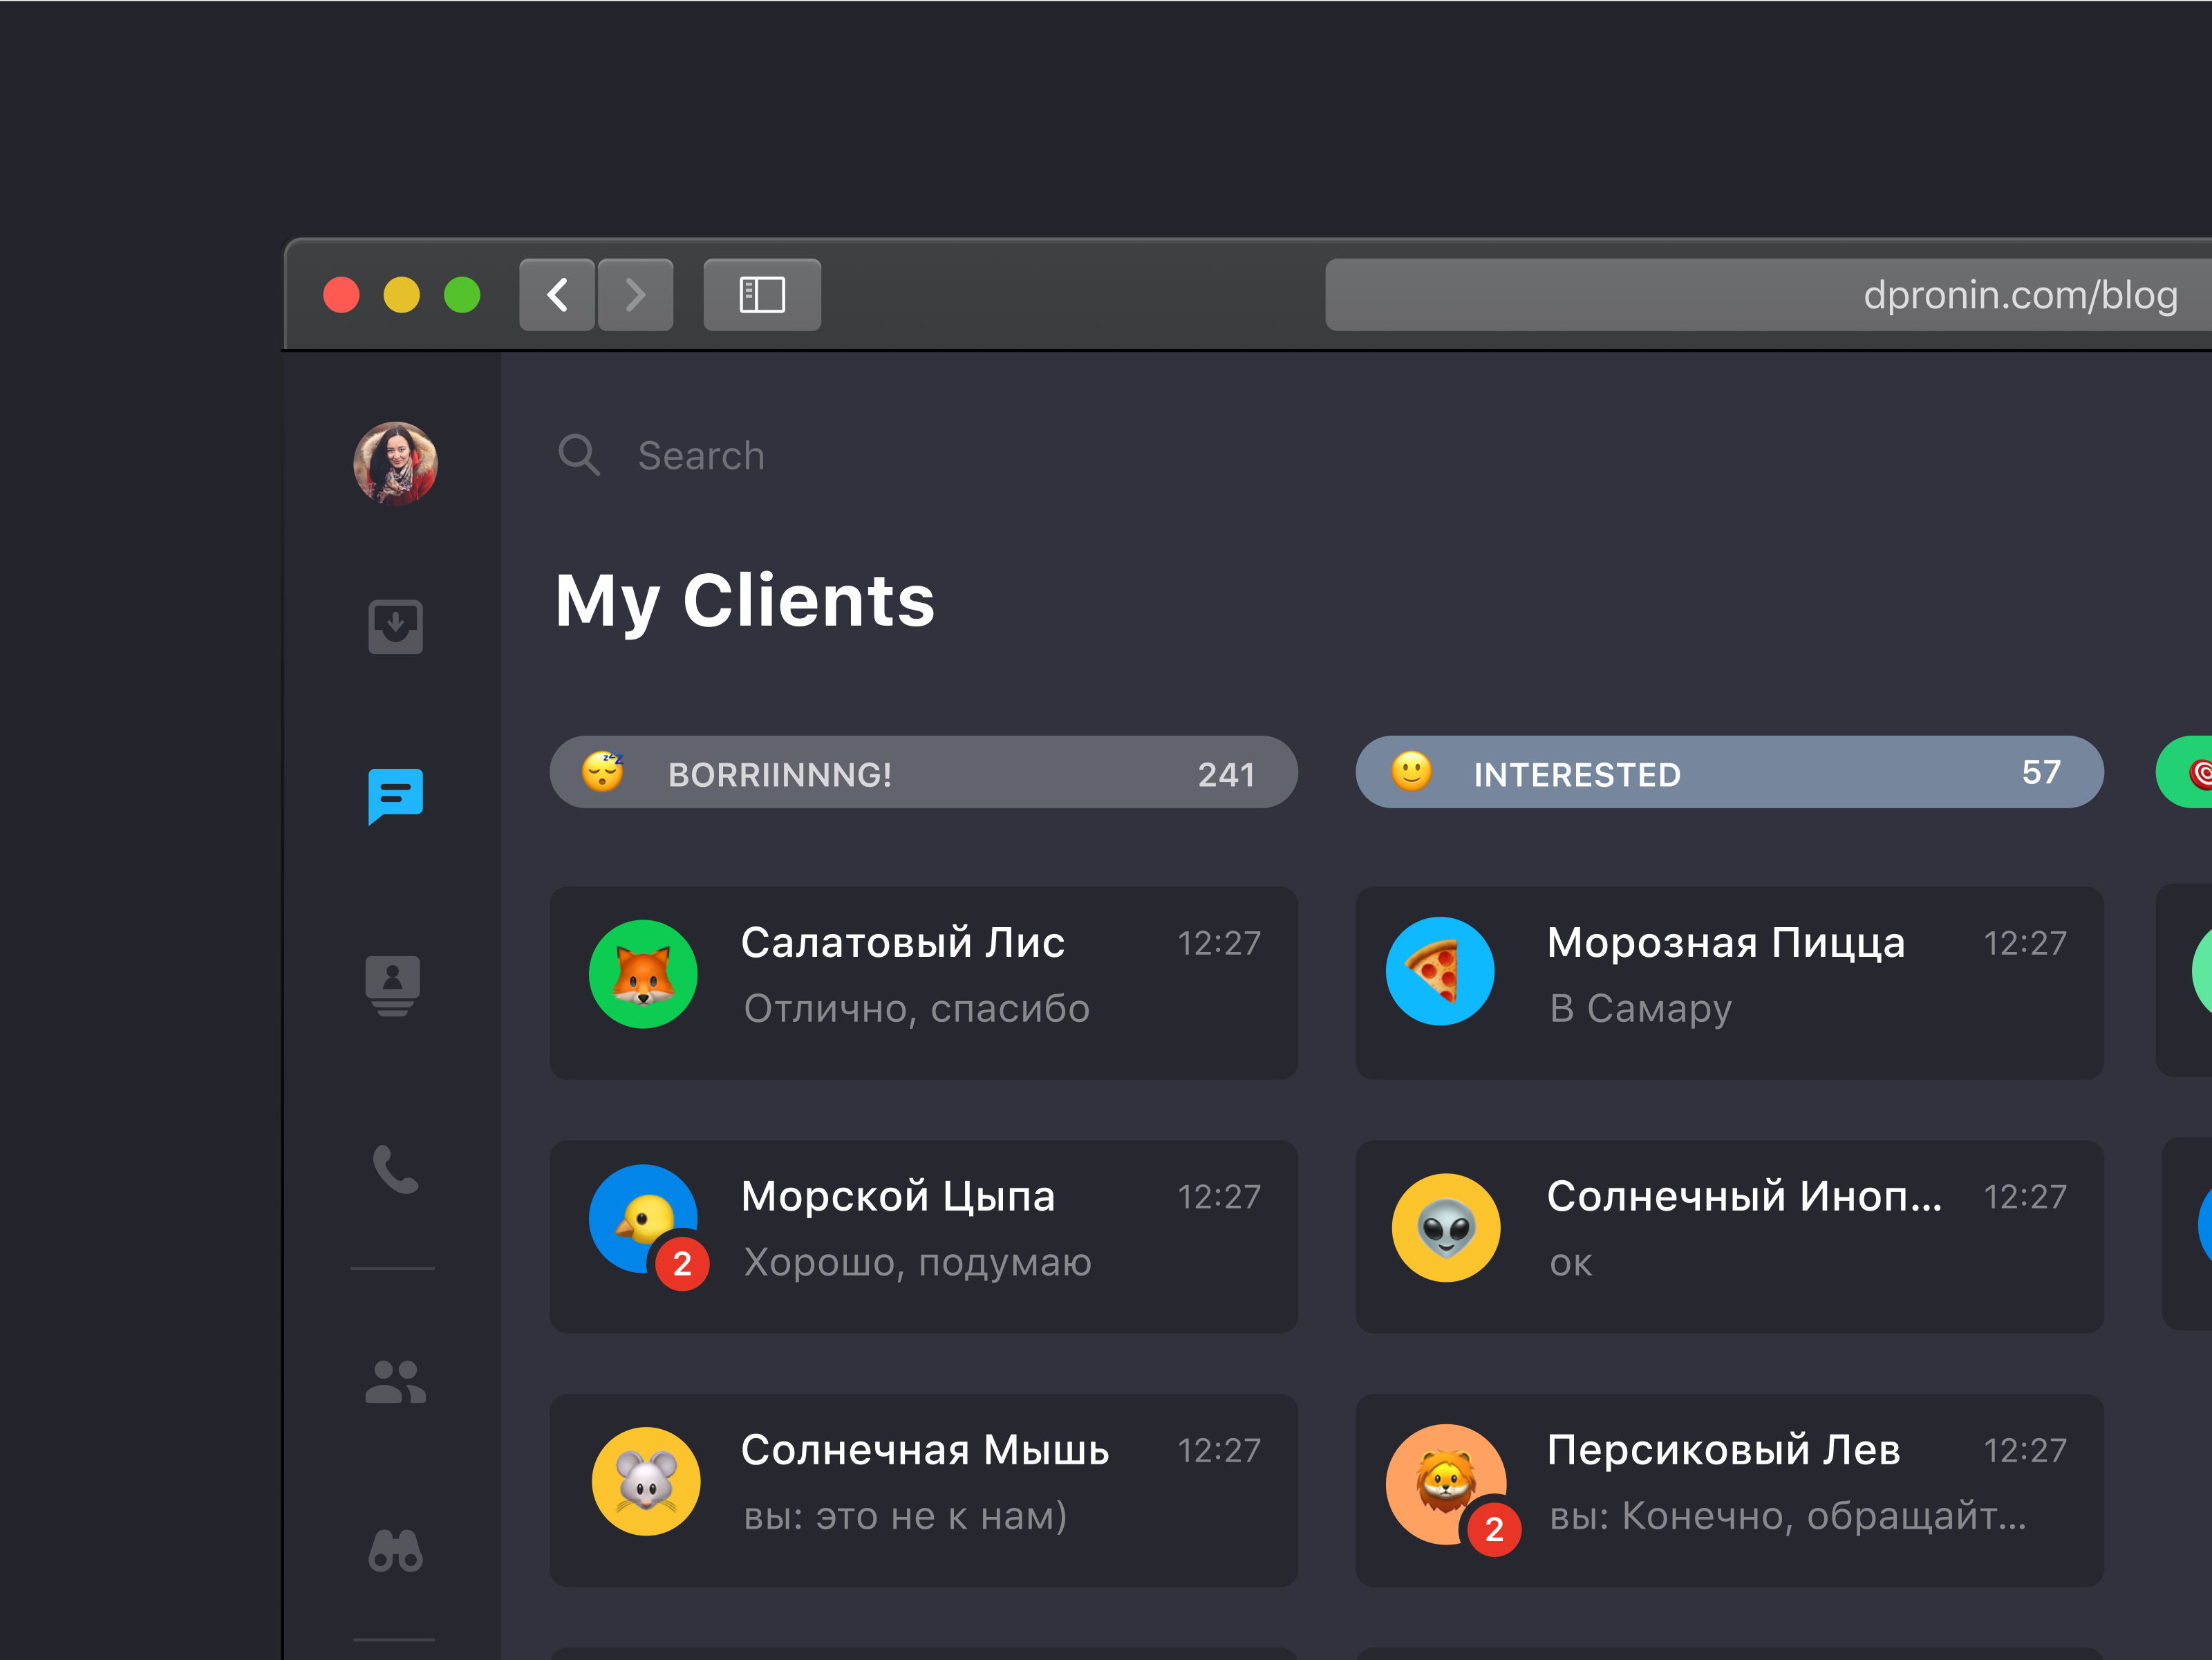 dpronin.com/blog
Search
My Clients
BORRIINNNG! 241
INTERESTED 57
Салатовый Лис 12:27
Отлично, спасибо
Морозная Пицца 12:27
В Самару
Морской Цыпа 12:27
2
Хорошо, подумаю
Солнечный Иноп... 12:27
ок
Солнечная Мышь 12:27
вы: это не к нам)
Персиковый Лев 12:27
2
вы: Конечно, обращайт...